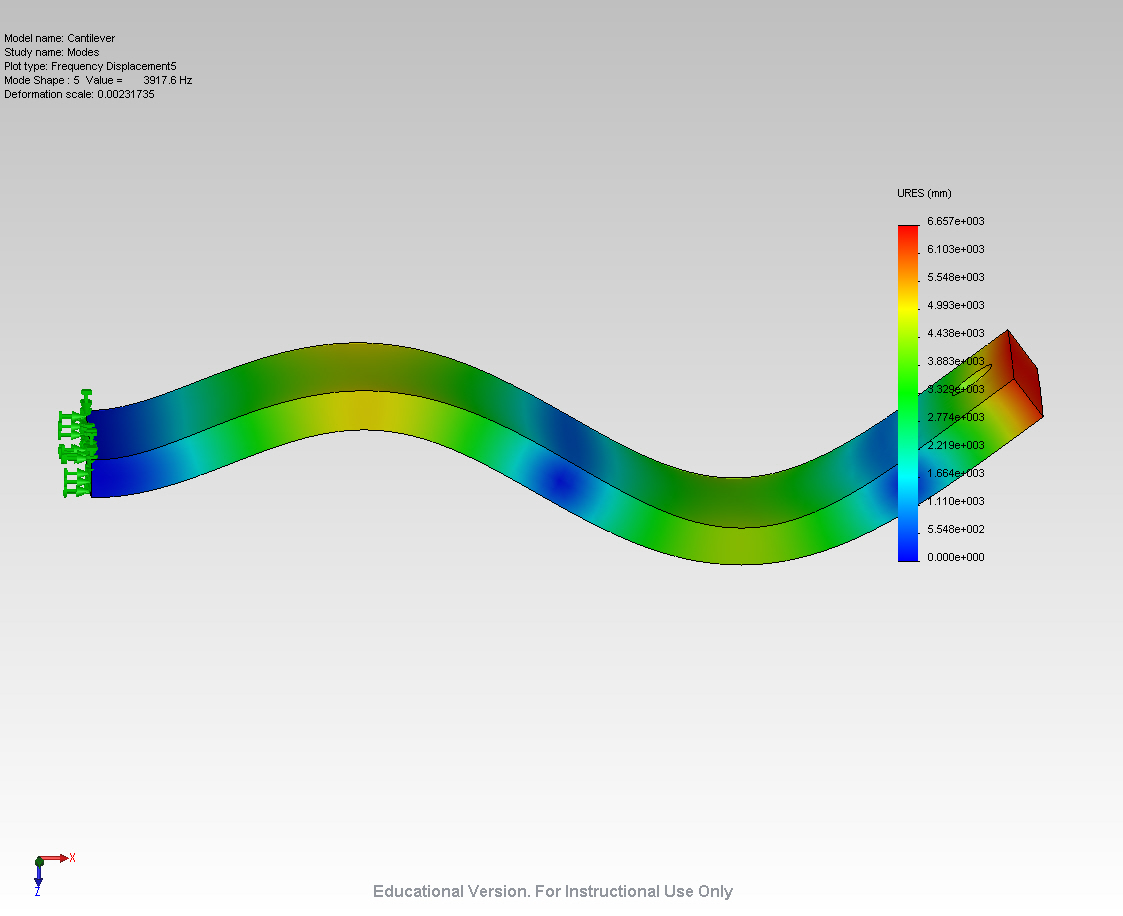 Model name: Cantilever
Study name: Modes
Plot type: Frequency Displacement5
Mode Shape : 5 Value = 3917.6 Hz
Deformation scale: 0.00231735
URES (mm)
6.657e+003
6.103e+003
5.548e+003
4.993e+003
4.438e+003
3.883e+003
3.329e+003
2.774e+003
2.219e+003
1.664e+003
1.110e+003
5.548e+002
0.000e+000
X
Z
Educational Version. For Instructional Use Only